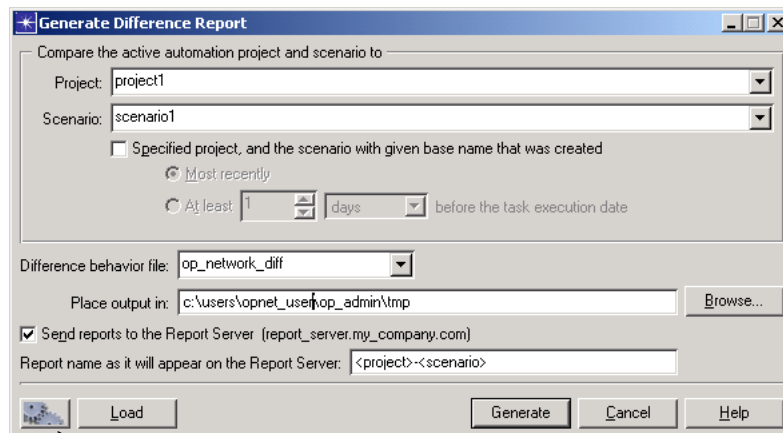 Generate Difference Report
Compare the active automation project and scenario to
Project: project1
Scenario: scenario1
Specified project, and the scenario with given base name that was created
Most recently
At least 1 days before the task execution date
Difference behavior file: op_network_diff
Place output in: c:\users\opnet_user\op_admin\tmp Browse...
Send reports to the Report Server (report_server.my_company.com)
Report name as it will appear on the Report Server: <project>-<scenario>
Load Generate Cancel Help